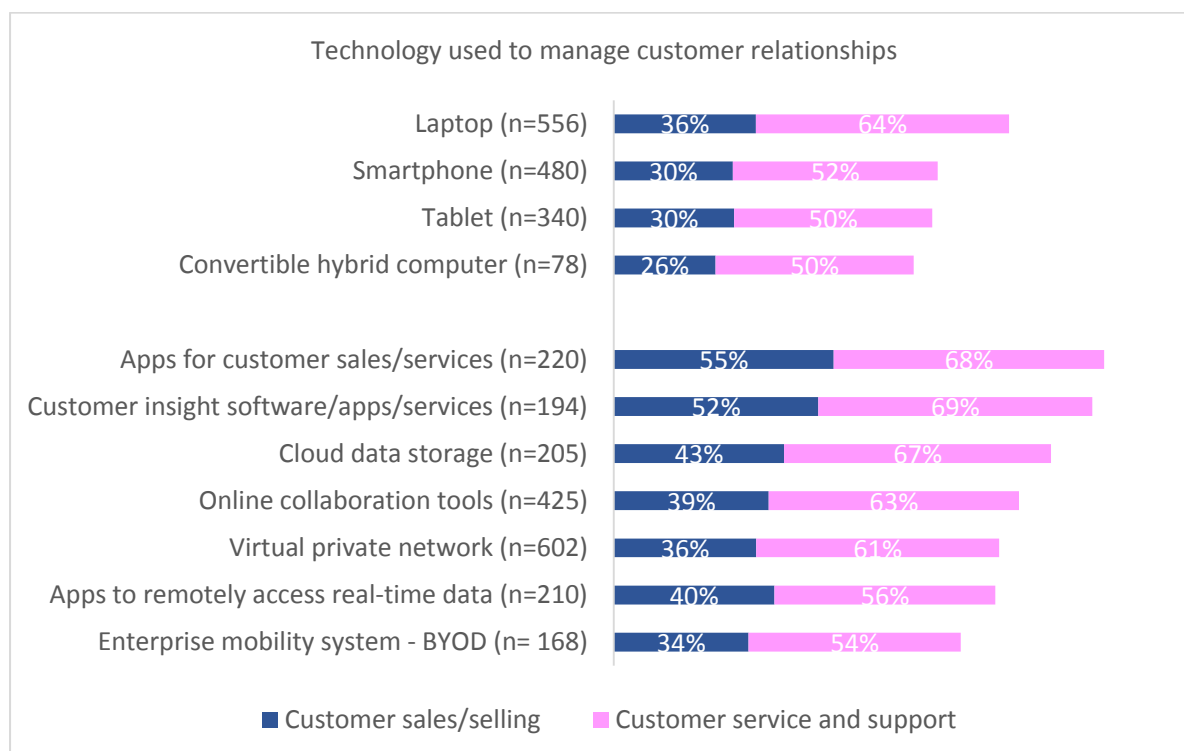 Technology used to manage customer relationships
Laptop (n=556) 36% 64%
Smartphone (n=480) 30% 52%
Tablet (n=340) 30% 50%
Convertible hybrid computer (n=78) 26% 50%
Apps for customer sales/services (n=220) 55% 68%
Customer insight software/apps/services (n=194) 52% 69%
Cloud data storage (n=205) 43% 67%
Online collaboration tools (n=425) 39% 63%
Virtual private network (n=602) 36% 61%
Apps to remotely access real-time data (n=210) 40% 56%
Enterprise mobility system - BYOD (n= 168) 34% 54%
Customer sales/selling Customer service and support